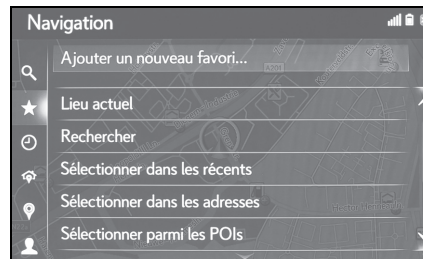 Navigation
Ajouter un nouveau favori...
Lieu actuel
Rechercher
Sélectionner dans les récents
Sélectionner dans les adresses
Sélectionner parmi les POIs